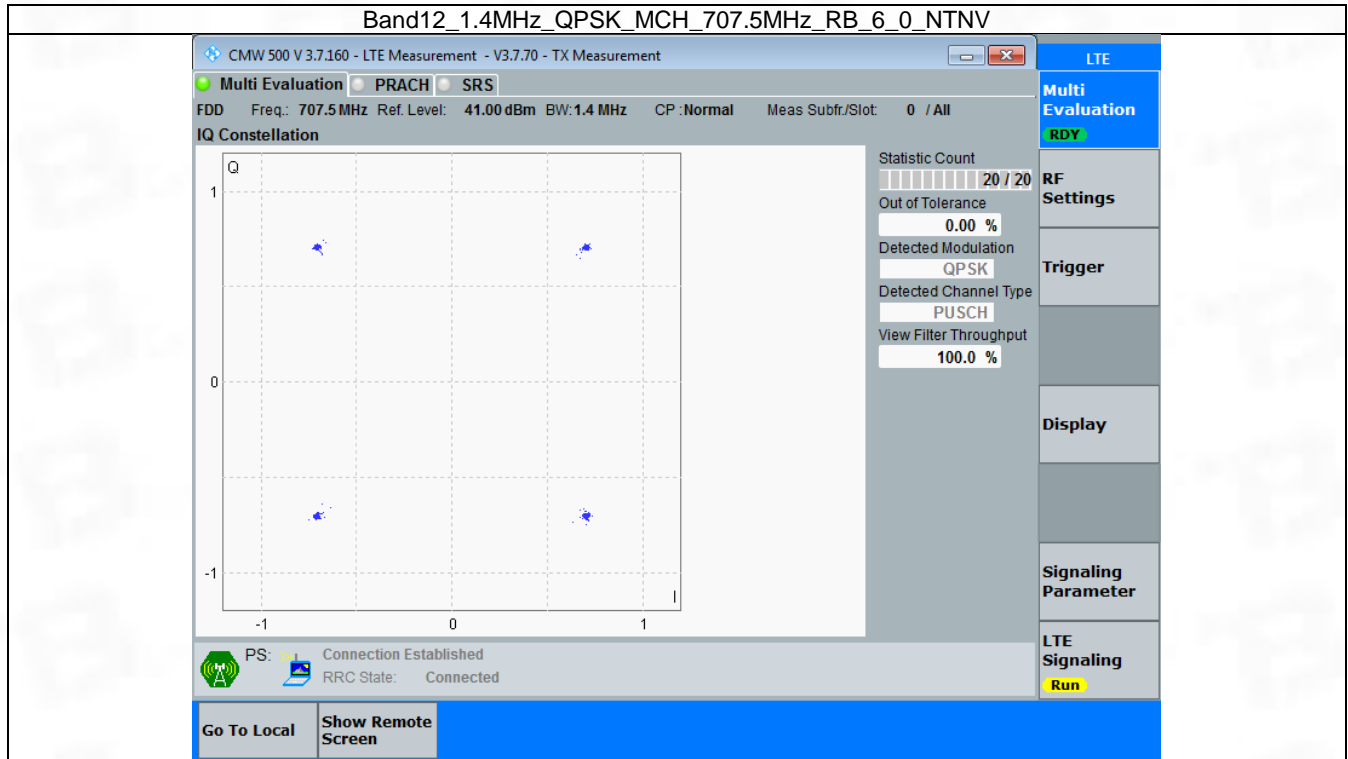 Band12_1.4MHz_QPSK_MCH_707.5MHz_RB_6_0_NTNV
CMW 500 V 3.7.160 - LTE Measurement - V3.7.70 - TX Measurement
LTE
Multi Evaluation PRACH SRS
Multi Evaluation
RDY
FDD Freq.: 707.5 MHz Ref. Level: 41.00 dBm BW: 1.4 MHz CP : Normal Meas Subfr./Slot: 0 / All
IQ Constellation
Q
1
0
-1
I
-1 0 1
Statistic Count
20 / 20
Out of Tolerance
0.00 %
Detected Modulation
QPSK
Detected Channel Type
PUSCH
View Filter Throughput
100.0 %
RF Settings
Trigger
Display
Signaling Parameter
LTE Signaling
Run
PS: Connection Established
RRC State: Connected
Go To Local
Show Remote Screen